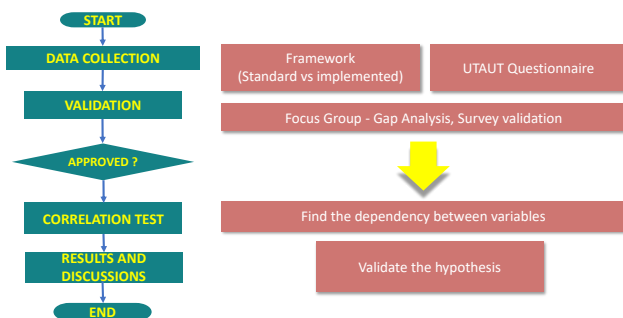 START
DATA COLLECTION
Framework
(Standard vs implemented)
UTAUT Questionnaire
VALIDATION
Focus Group - Gap Analysis, Survey validation
APPROVED ?
CORRELATION TEST
Find the dependency between variables
RESULTS AND
DISCUSSIONS
Validate the hypothesis
END